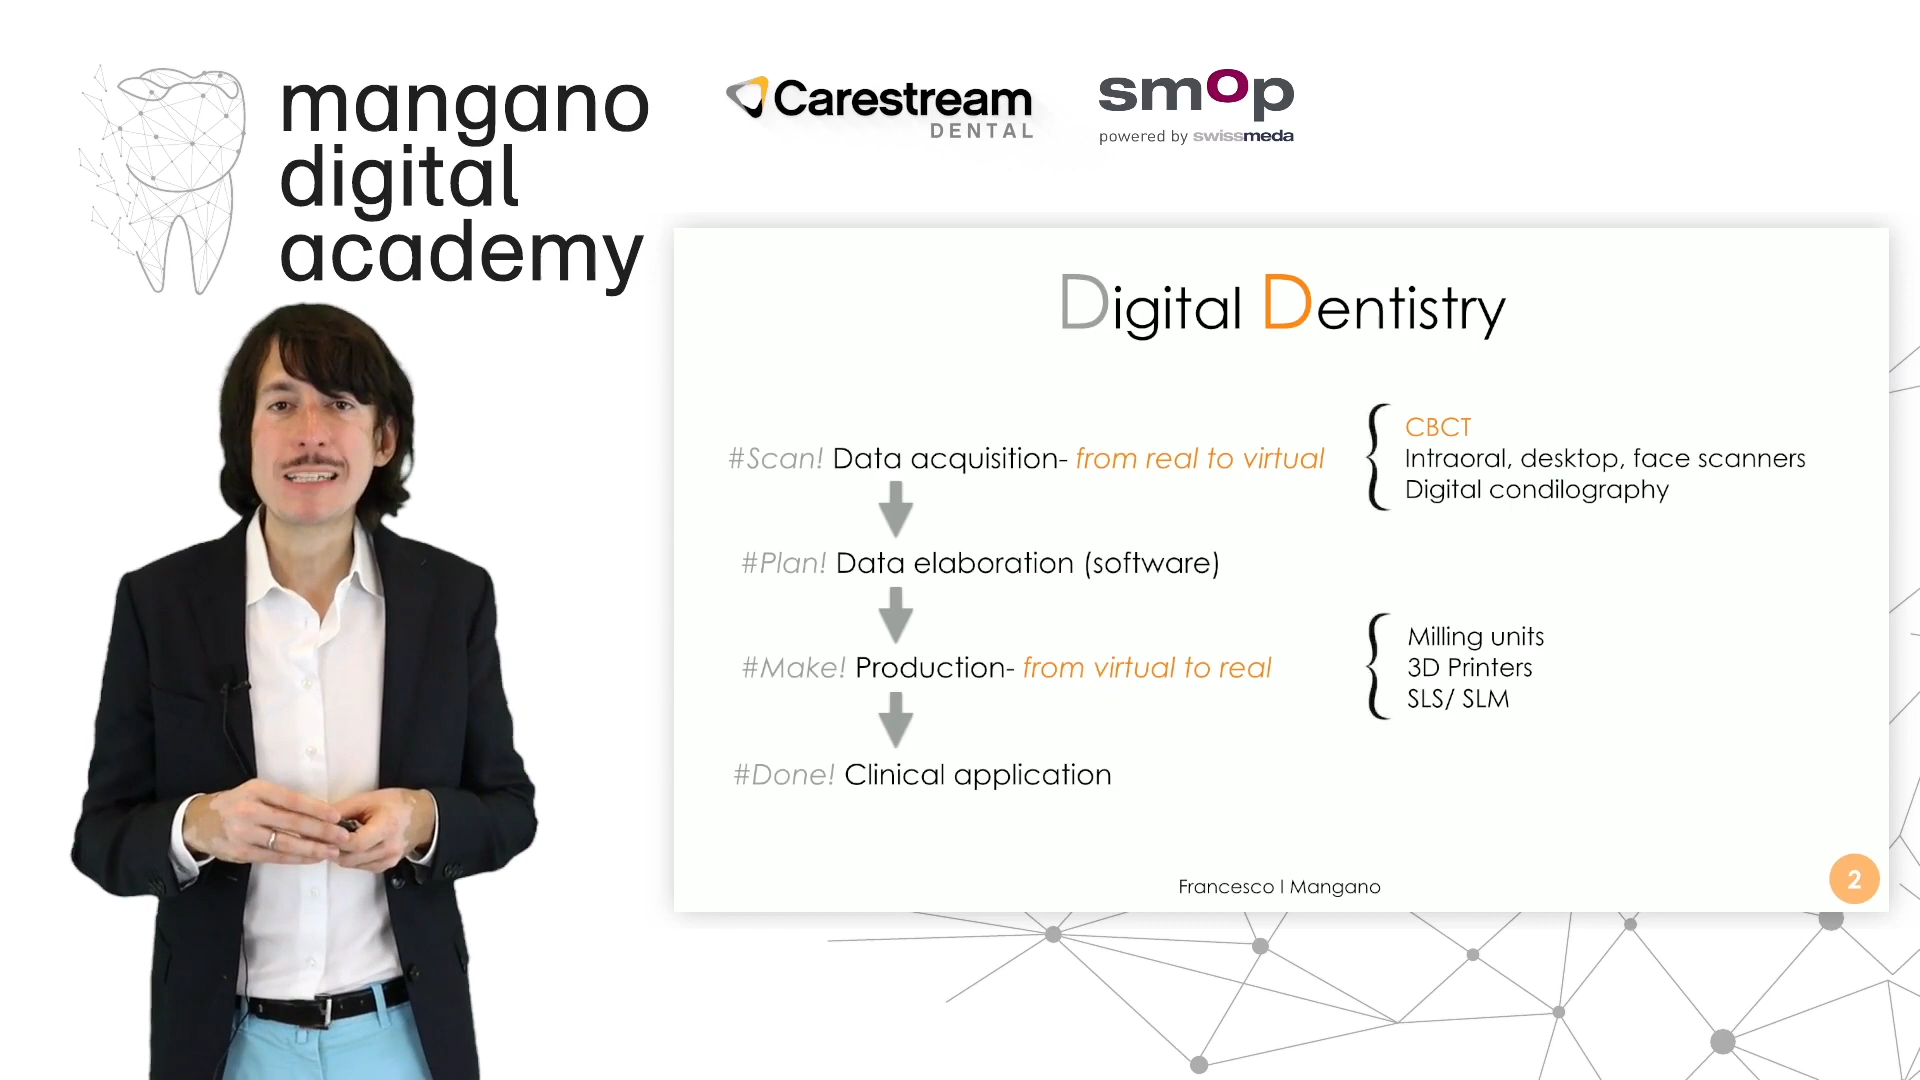 mangano
digital
academy
Carestream
DENTAL
smop
powered by swissmeda
Digital Dentistry
#Scan! Data acquisition- from real to virtual
CBCT
Intraoral, desktop, face scanners
Digital condilography
#Plan! Data elaboration (software)
#Make! Production- from virtual to real
Milling units
3D Printers
SLS/ SLM
#Done! Clinical application
Francesco | Mangano
2